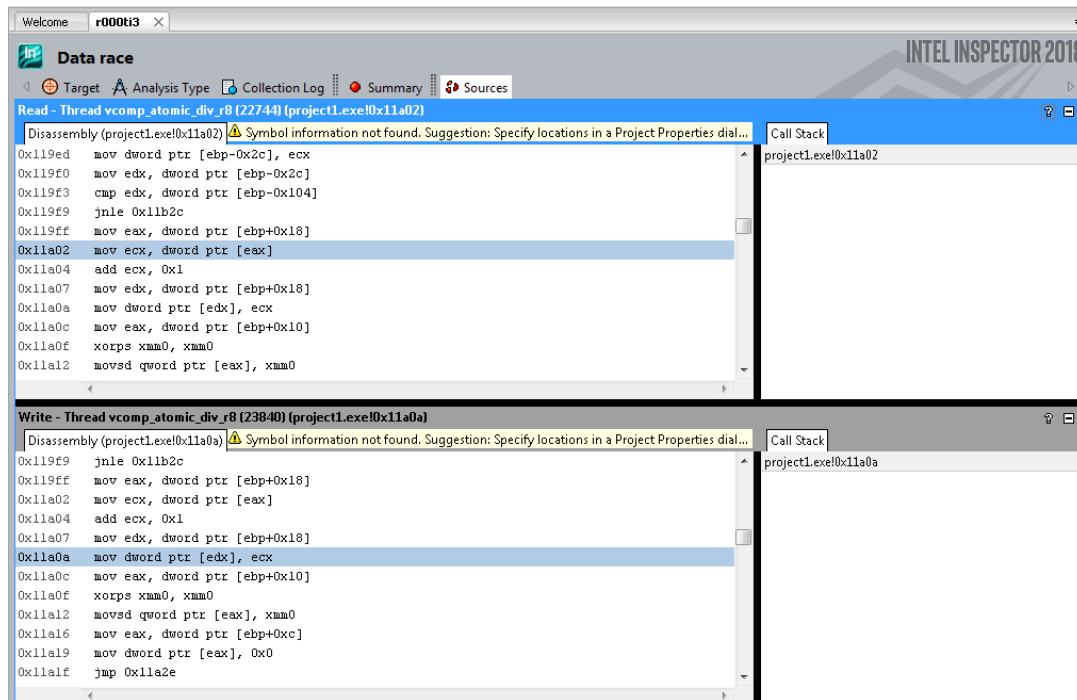 Welcome r000ti3
Data race
INTEL INSPECTOR 2018
Target Analysis Type Collection Log Summary Sources
Read - Thread vcomp_atomic_div_r8 (22744) (project1.exe!0x11a02)
Disassembly (project1.exe!0x11a02) Symbol information not found. Suggestion: Specify locations in a Project Properties dial... Call Stack
0x119ed mov dword ptr [ebp-0x2c], ecx project1.exe!0x11a02
0x119f0 mov edx, dword ptr [ebp-0x2c]
0x119f3 cmp edx, dword ptr [ebp-0x104]
0x119f9 jnle 0x11b2c
0x119ff mov eax, dword ptr [ebp+0x18]
0x11a02 mov ecx, dword ptr [eax]
0x11a04 add ecx, 0x1
0x11a07 mov edx, dword ptr [ebp+0x18]
0x11a0a mov dword ptr [edx], ecx
0x11a0c mov eax, dword ptr [ebp+0x10]
0x11a0f xorps xmm0, xmm0
0x11a12 movsd qword ptr [eax], xmm0
Write - Thread vcomp_atomic_div_r8 (23840) (project1.exe!0x11a0a)
Disassembly (project1.exe!0x11a0a) Symbol information not found. Suggestion: Specify locations in a Project Properties dial... Call Stack
0x119f9 jnle 0x11b2c project1.exe!0x11a0a
0x119ff mov eax, dword ptr [ebp+0x18]
0x11a02 mov ecx, dword ptr [eax]
0x11a04 add ecx, 0x1
0x11a07 mov edx, dword ptr [ebp+0x18]
0x11a0a mov dword ptr [edx], ecx
0x11a0c mov eax, dword ptr [ebp+0x10]
0x11a0f xorps xmm0, xmm0
0x11a12 movsd qword ptr [eax], xmm0
0x11a16 mov eax, dword ptr [ebp+0xc]
0x11a19 mov dword ptr [eax], 0x0
0x11a1f jmp 0x11a2e